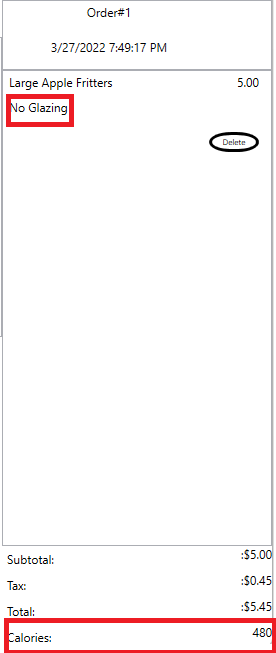 Order#1
3/27/2022 7:49:17 PM
Large Apple Fritters 5.00
No Glazing
Delete
Subtotal: :$5.00
Tax: :$0.45
Total: :$5.45
Calories: 480